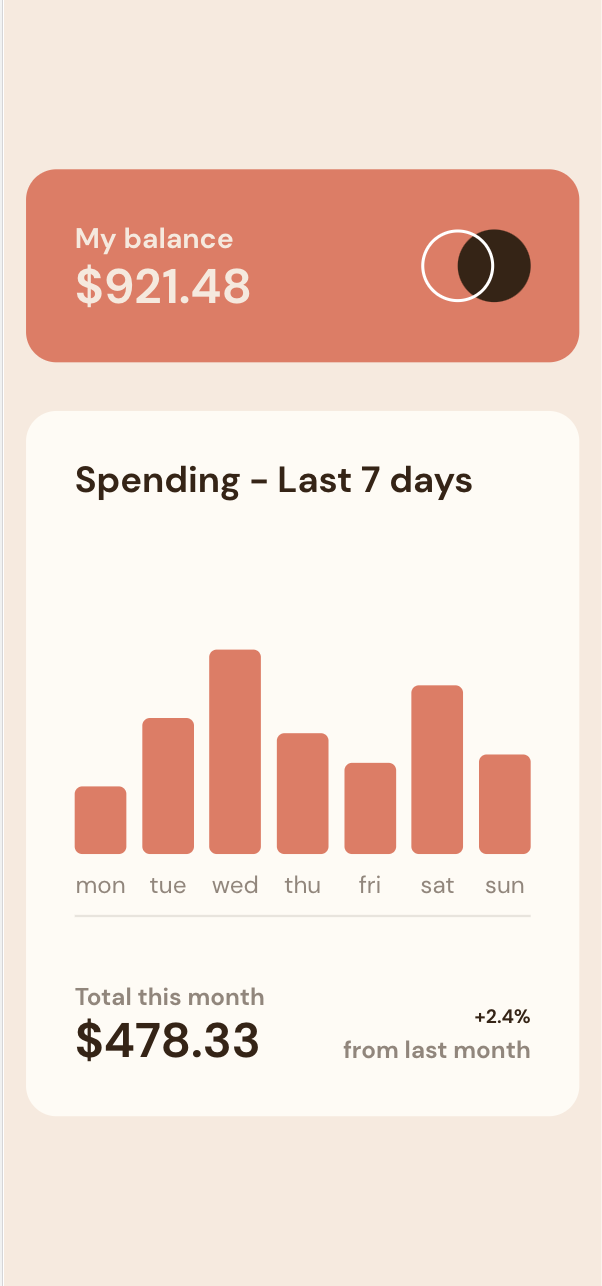 My balance
$921.48
Spending - Last 7 days
mon tue wed thu fri sat sun
Total this month
$478.33
+2.4%
from last month